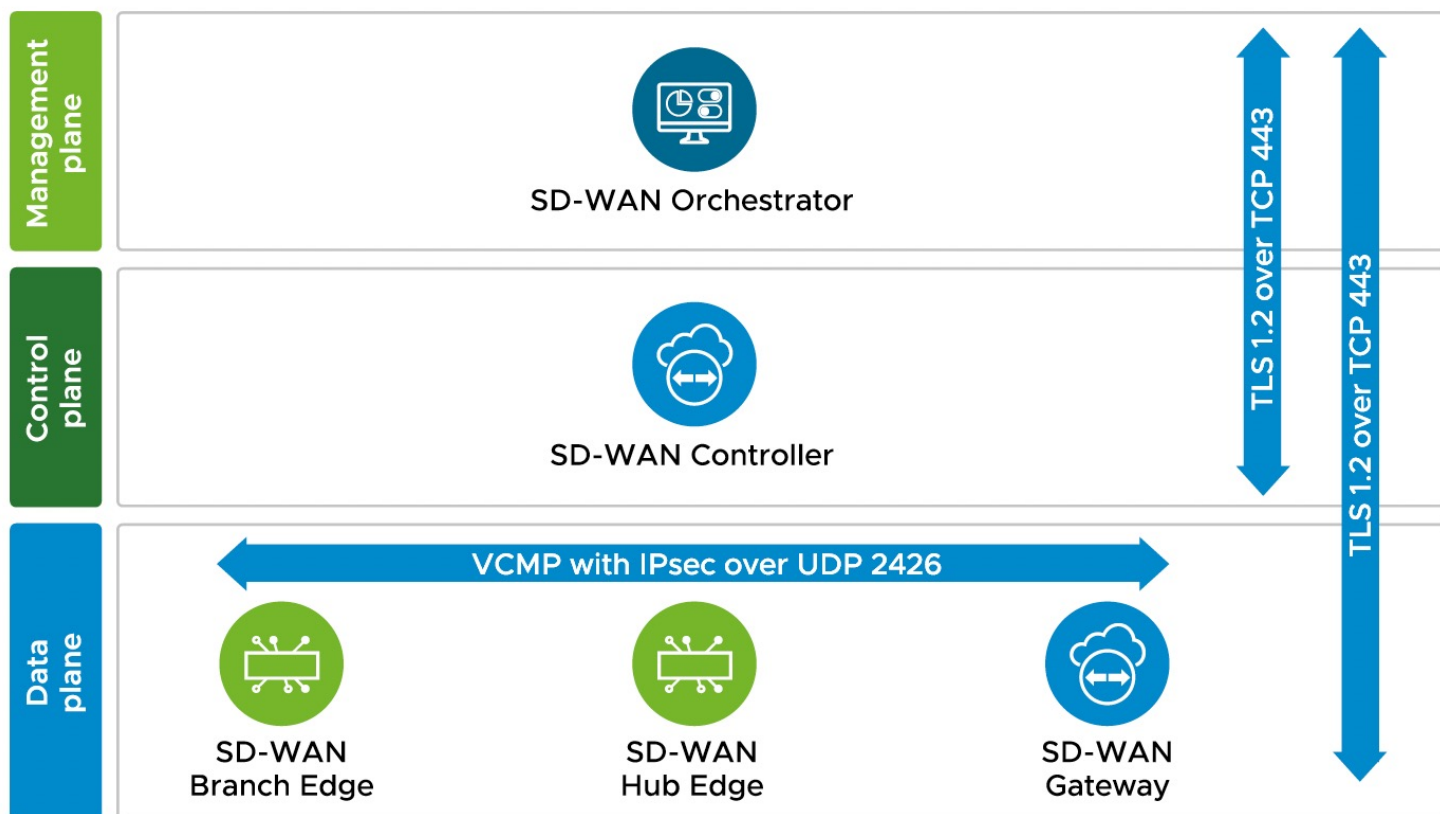 Management
plane
SD-WAN Orchestrator
TLS 1.2 over TCP 443
TLS 1.2 over TCP 443
Control
plane
SD-WAN Controller
Data
plane
VCMP with IPsec over UDP 2426
SD-WAN
Branch Edge
SD-WAN
Hub Edge
SD-WAN
Gateway